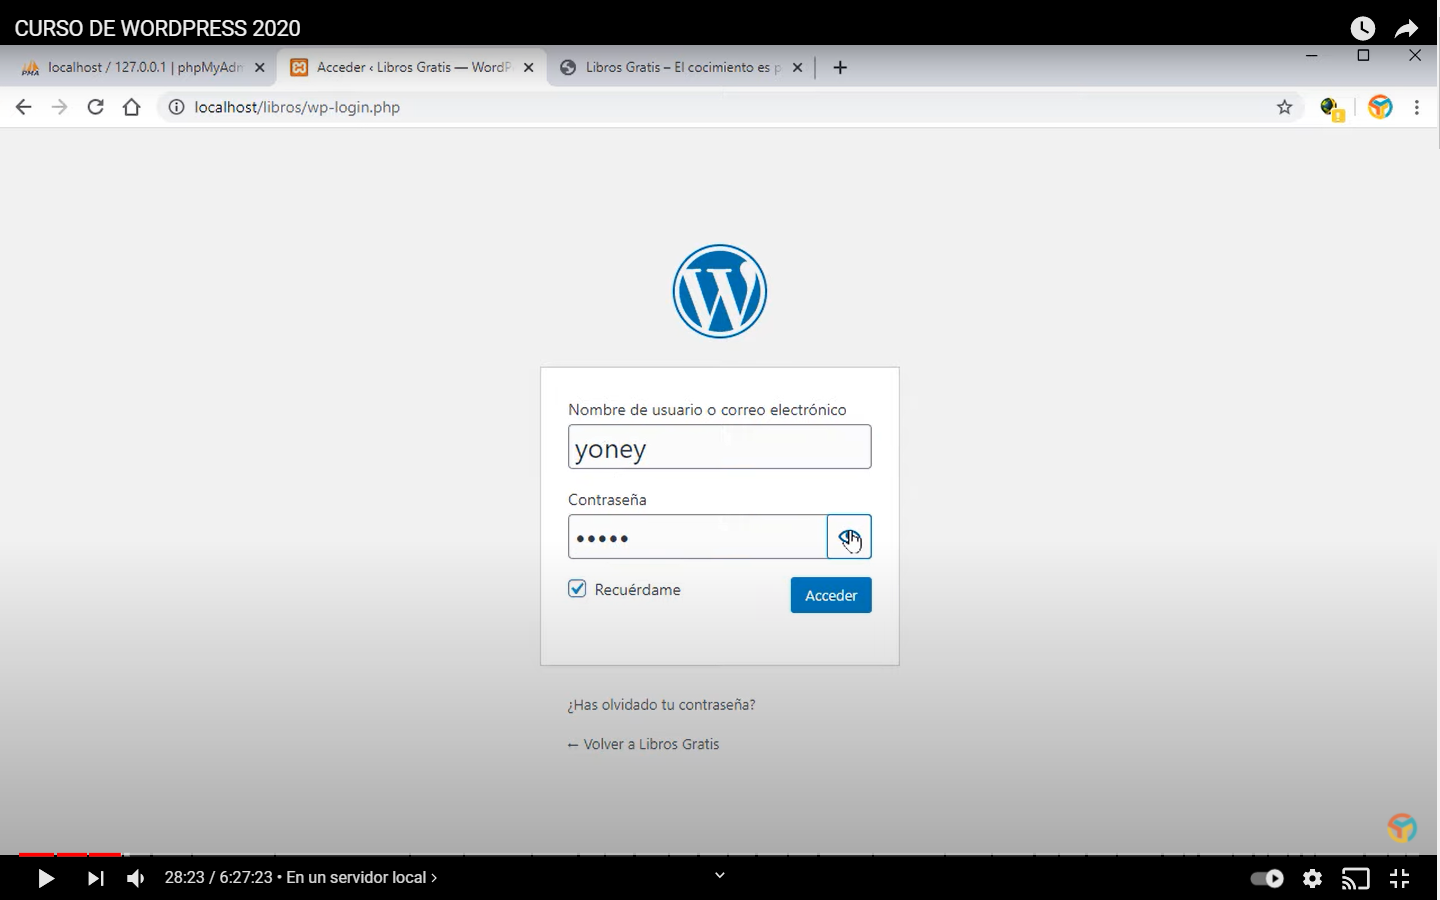 CURSO DE WORDPRESS 2020
localhost / 127.0.0.1 | phpMyAdm
Acceder ‹ Libros Gratis — WordP
Libros Gratis – El cocimiento es p
localhost/libros/wp-login.php
Nombre de usuario o correo electrónico
yoney
Contraseña
•••••
Recuérdame
Acceder
¿Has olvidado tu contraseña?
← Volver a Libros Gratis
28:23 / 6:27:23 • En un servidor local ›